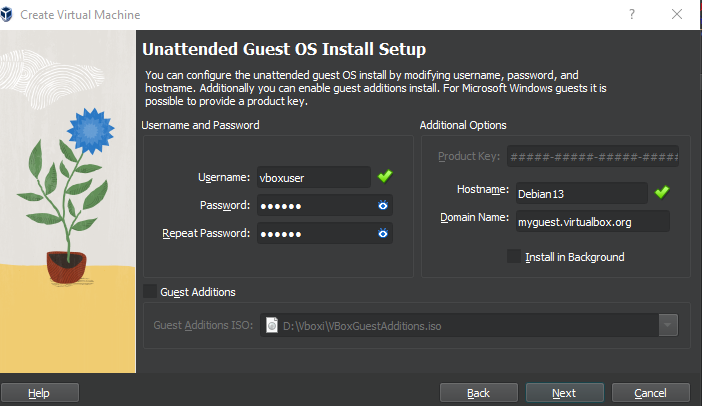 Create Virtual Machine
Unattended Guest OS Install Setup
You can configure the unattended guest OS install by modifying username, password, and
hostname. Additionally you can enable guest additions install. For Microsoft Windows guests it is
possible to provide a product key.
Username and Password
Username: vboxuser
Password: ●●●●●●
Repeat Password: ●●●●●●
Additional Options
Product Key: #####-#####-#####-#####
Hostname: Debian13
Domain Name: myguest.virtualbox.org
Install in Background
Guest Additions
Guest Additions ISO: D:\Vboxi\VBoxGuestAdditions.iso
Help
Back
Next
Cancel